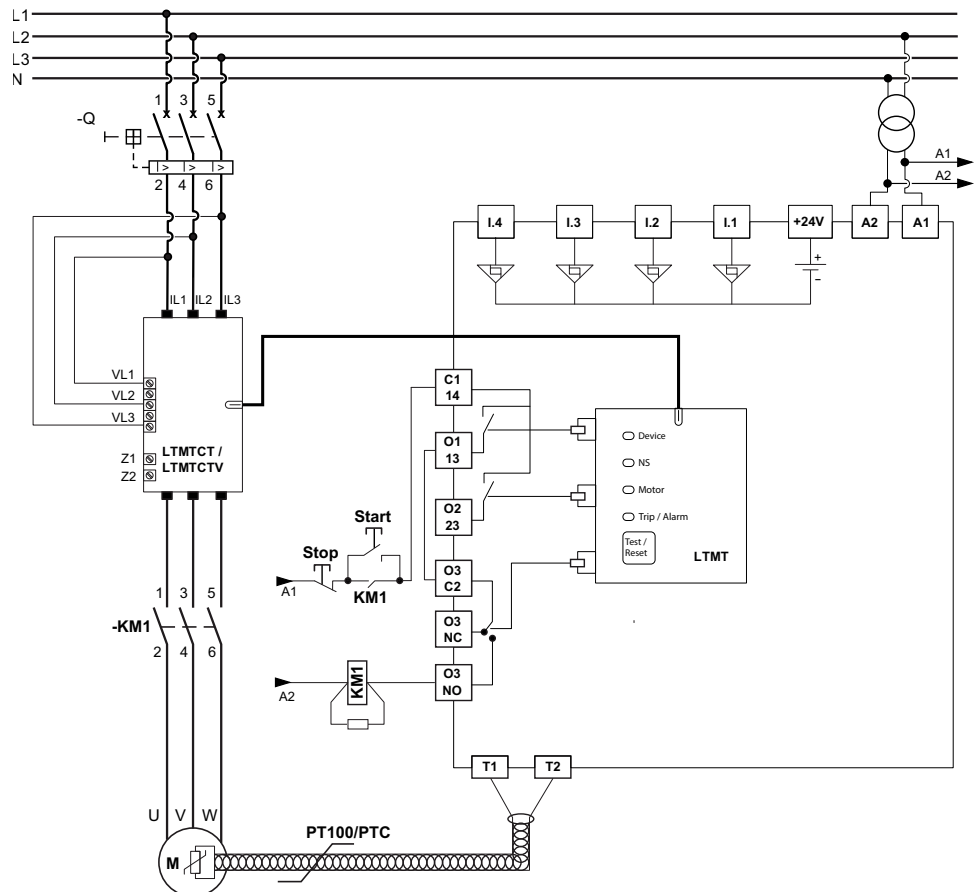 L1
L2
L3
N
1 3 5
-Q
I> I> I>
2 4 6
A1
A2
I.4 I.3 I.2 I.1 +24V A2 A1
+
−
IL1 IL2 IL3
VL1
VL2
VL3
LTMTCT /
LTMTCTV
Z1
Z2
C1
14
O1
13
O2
23
O3
C2
O3
NC
O3
NO
Device
NS
Motor
Trip / Alarm
Test /
Reset
LTMT
Start
Stop
A1
KM1
1 3 5
-KM1
2 4 6
A2
KM1
T1 T2
U V W
PT100/PTC
M